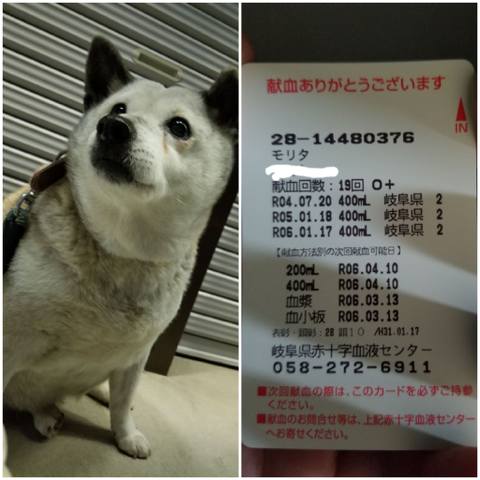 献血ありがとうございます
IN
28-14480376
モリタ
献血回数:19回 O+
R04.07.20 400mL 岐阜県 2
R05.01.18 400mL 岐阜県 2
R06.01.17 400mL 岐阜県 2
【献血方法別の次回献血可能日】
200mL R06.04.10
400mL R06.04.10
血漿 R06.03.13
血小板 R06.03.13
表彰・顕彰:28 銀10 /H31.01.17
岐阜県赤十字血液センター
058-272-6911
■次回献血の際は、このカードを必ずご持参
ください。
■献血のお問合せ等は、上記赤十字血液センター
へお寄せください。